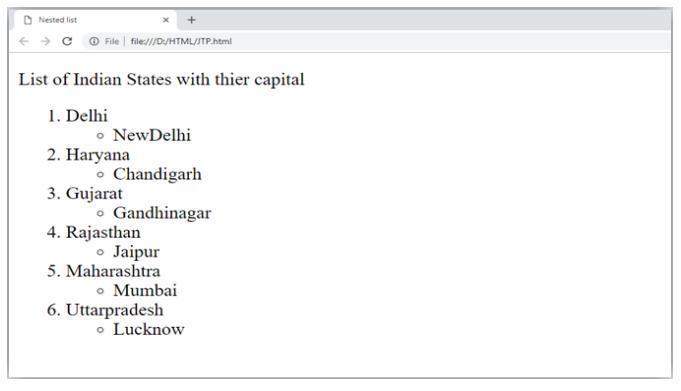 Nested list
File | file:///D:/HTML/JTP.html
List of Indian States with thier capital
1. Delhi
NewDelhi
2. Haryana
Chandigarh
3. Gujarat
Gandhinagar
4. Rajasthan
Jaipur
5. Maharashtra
Mumbai
6. Uttarpradesh
Lucknow